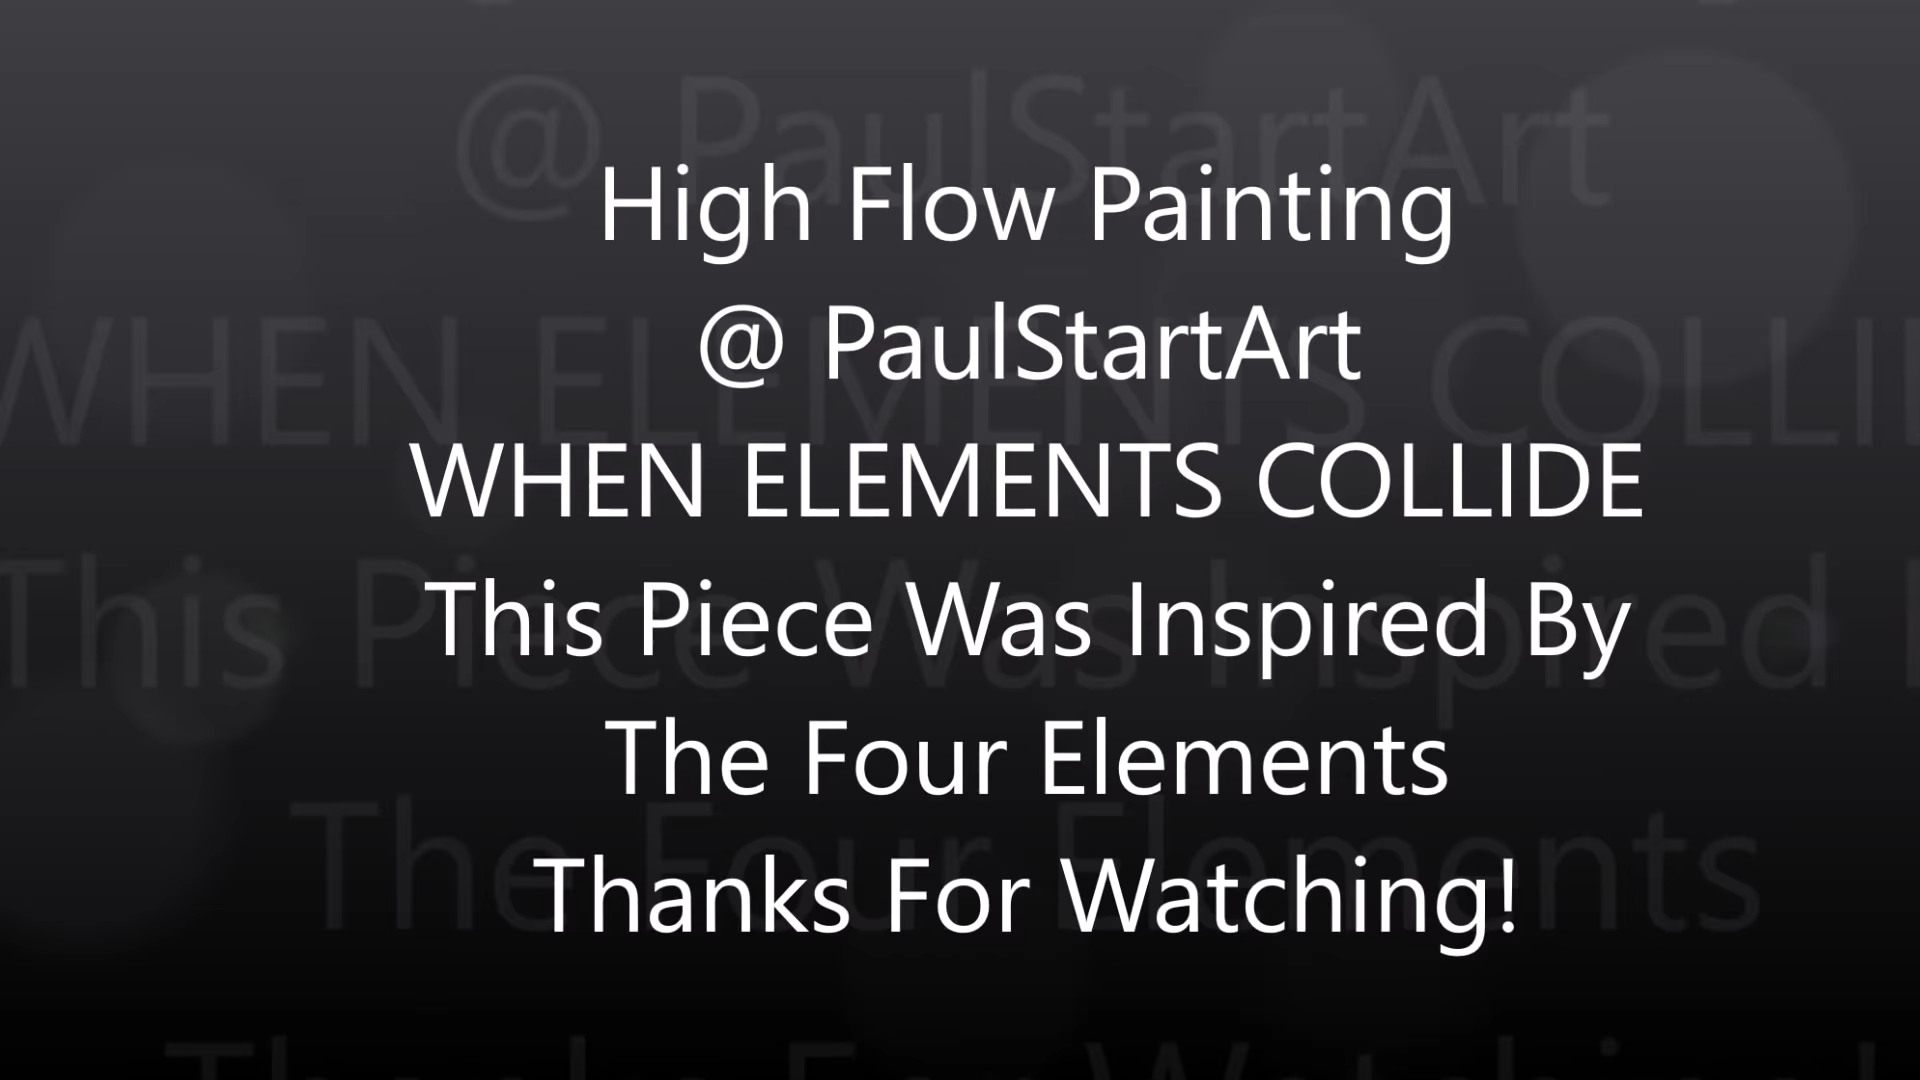 High Flow Painting
@ PaulStartArt
WHEN ELEMENTS COLLIDE
This Piece Was Inspired By
The Four Elements
Thanks For Watching!